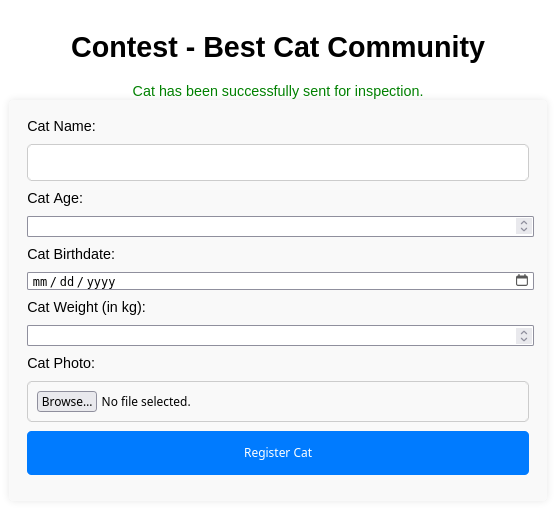 Contest - Best Cat Community
Cat has been successfully sent for inspection.
Cat Name:
Cat Age:
Cat Birthdate:
mm / dd / yyyy
Cat Weight (in kg):
Cat Photo:
Browse... No file selected.
Register Cat